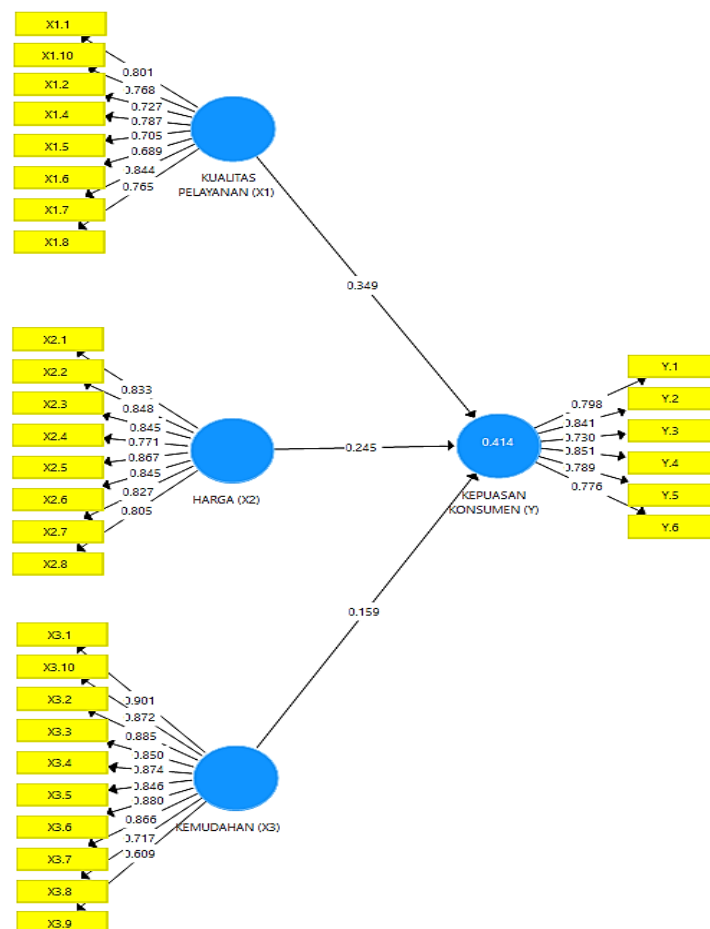 X1.1
X1.10
X1.2
X1.4
X1.5
X1.6
X1.7
X1.8
0.801
0.768
0.727
0.787
0.705
0.689
0.844
0.765
KUALITAS
PELAYANAN (X1)
0.349
X2.1
X2.2
X2.3
X2.4
X2.5
X2.6
X2.7
X2.8
0.833
0.848
0.845
0.771
0.867
0.845
0.827
0.805
HARGA (X2)
0.245
0.414
KEPUASAN
KONSUMEN (Y)
0.798
0.841
0.730
0.851
0.789
0.776
Y.1
Y.2
Y.3
Y.4
Y.5
Y.6
0.159
X3.1
X3.10
X3.2
X3.3
X3.4
X3.5
X3.6
X3.7
X3.8
X3.9
0.901
0.872
0.885
0.850
0.874
0.846
0.880
0.866
0.717
0.609
KEMUDAHAN (X3)